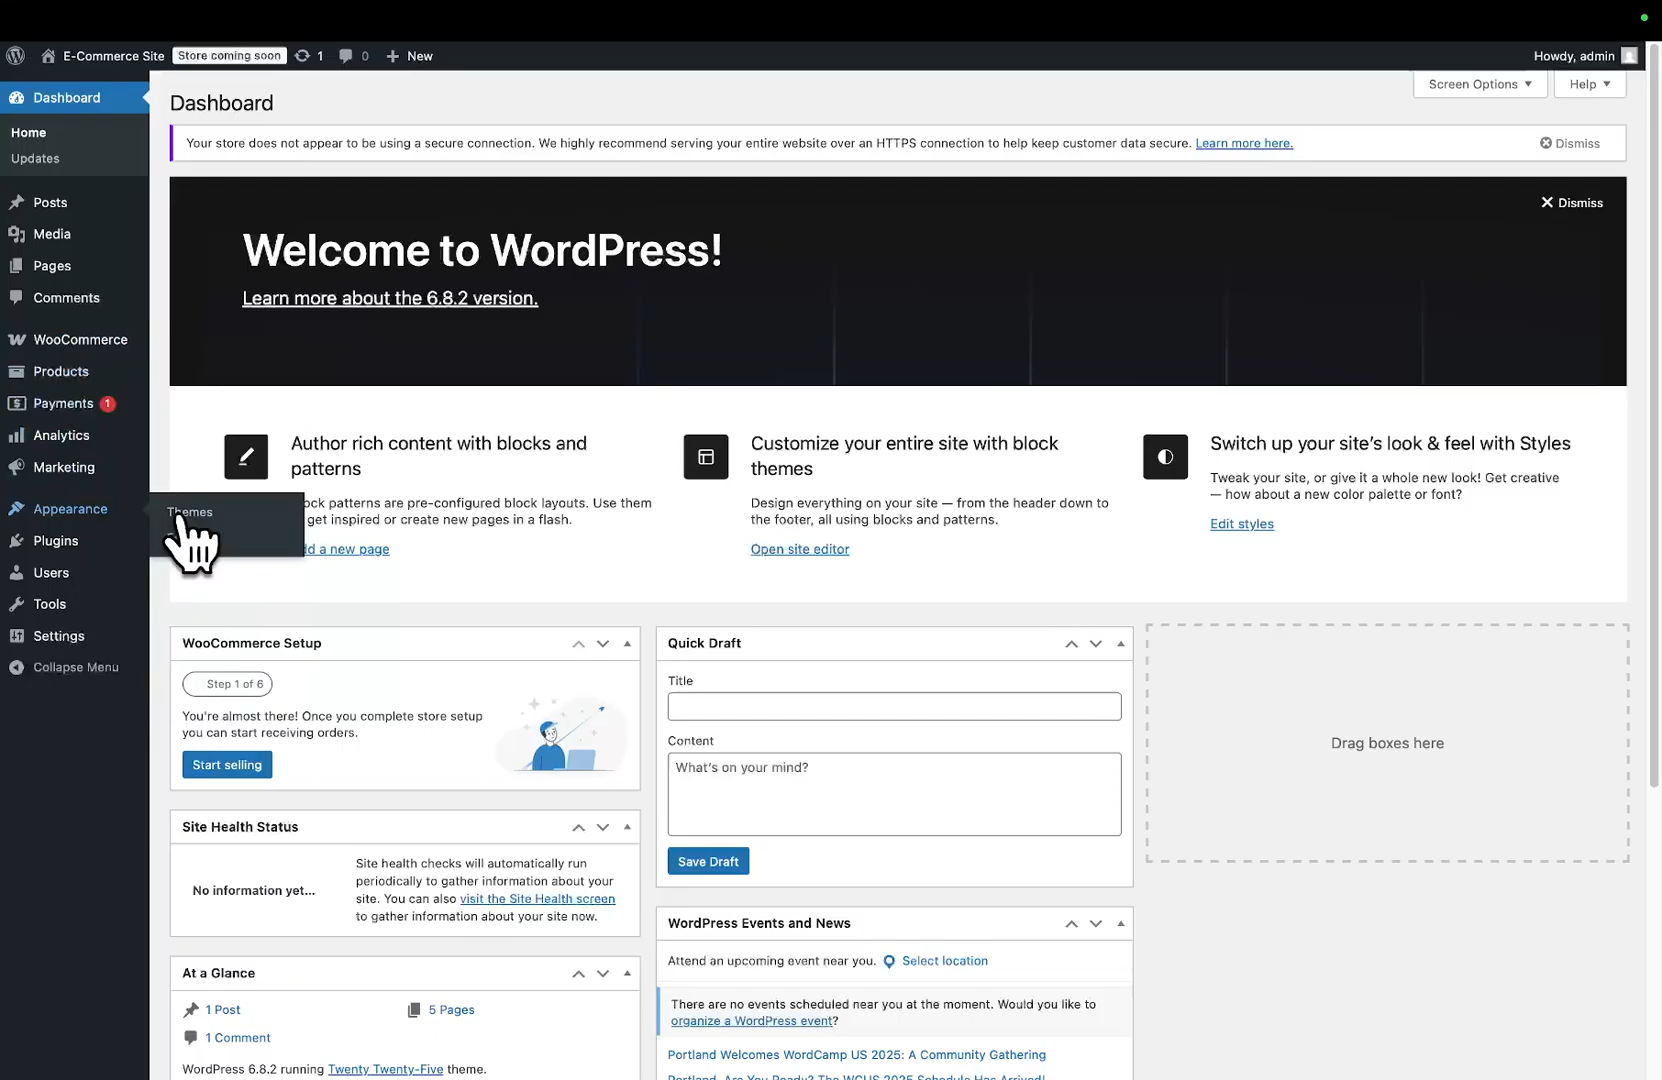 E-Commerce Site Store coming soon 1 0 New Howdy, admin
Screen Options Help
Dashboard
Home
Updates
Posts
Media
Pages
Comments
WooCommerce
Products
Payments 1
Analytics
Marketing
Appearance
Plugins
Users
Tools
Settings
Collapse Menu
Themes
Dashboard
Your store does not appear to be using a secure connection. We highly recommend serving your entire website over an HTTPS connection to help keep customer data secure. Learn more here. Dismiss
Dismiss
Welcome to WordPress!
Learn more about the 6.8.2 version.
Author rich content with blocks and
patterns
ock patterns are pre-configured block layouts. Use them
get inspired or create new pages in a flash.
d a new page
Customize your entire site with block
themes
Design everything on your site — from the header down to
the footer, all using blocks and patterns.
Open site editor
Switch up your site's look & feel with Styles
Tweak your site, or give it a whole new look! Get creative
— how about a new color palette or font?
Edit styles
WooCommerce Setup
Step 1 of 6
You're almost there! Once you complete store setup
you can start receiving orders.
Start selling
Site Health Status
No information yet...
Site health checks will automatically run
periodically to gather information about your
site. You can also visit the Site Health screen
to gather information about your site now.
At a Glance
1 Post 5 Pages
1 Comment
WordPress 6.8.2 running Twenty Twenty-Five theme.
Quick Draft
Title
Content
What's on your mind?
Save Draft
WordPress Events and News
Attend an upcoming event near you. Select location
There are no events scheduled near you at the moment. Would you like to
organize a WordPress event?
Portland Welcomes WordCamp US 2025: A Community Gathering
Portland, Are You Ready? The WCUS 2025 Schedule Has Arrived!
Drag boxes here